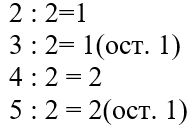 2 : 2=1
3 : 2= 1(ост. 1)
4 : 2 = 2
5 : 2 = 2(ост. 1)